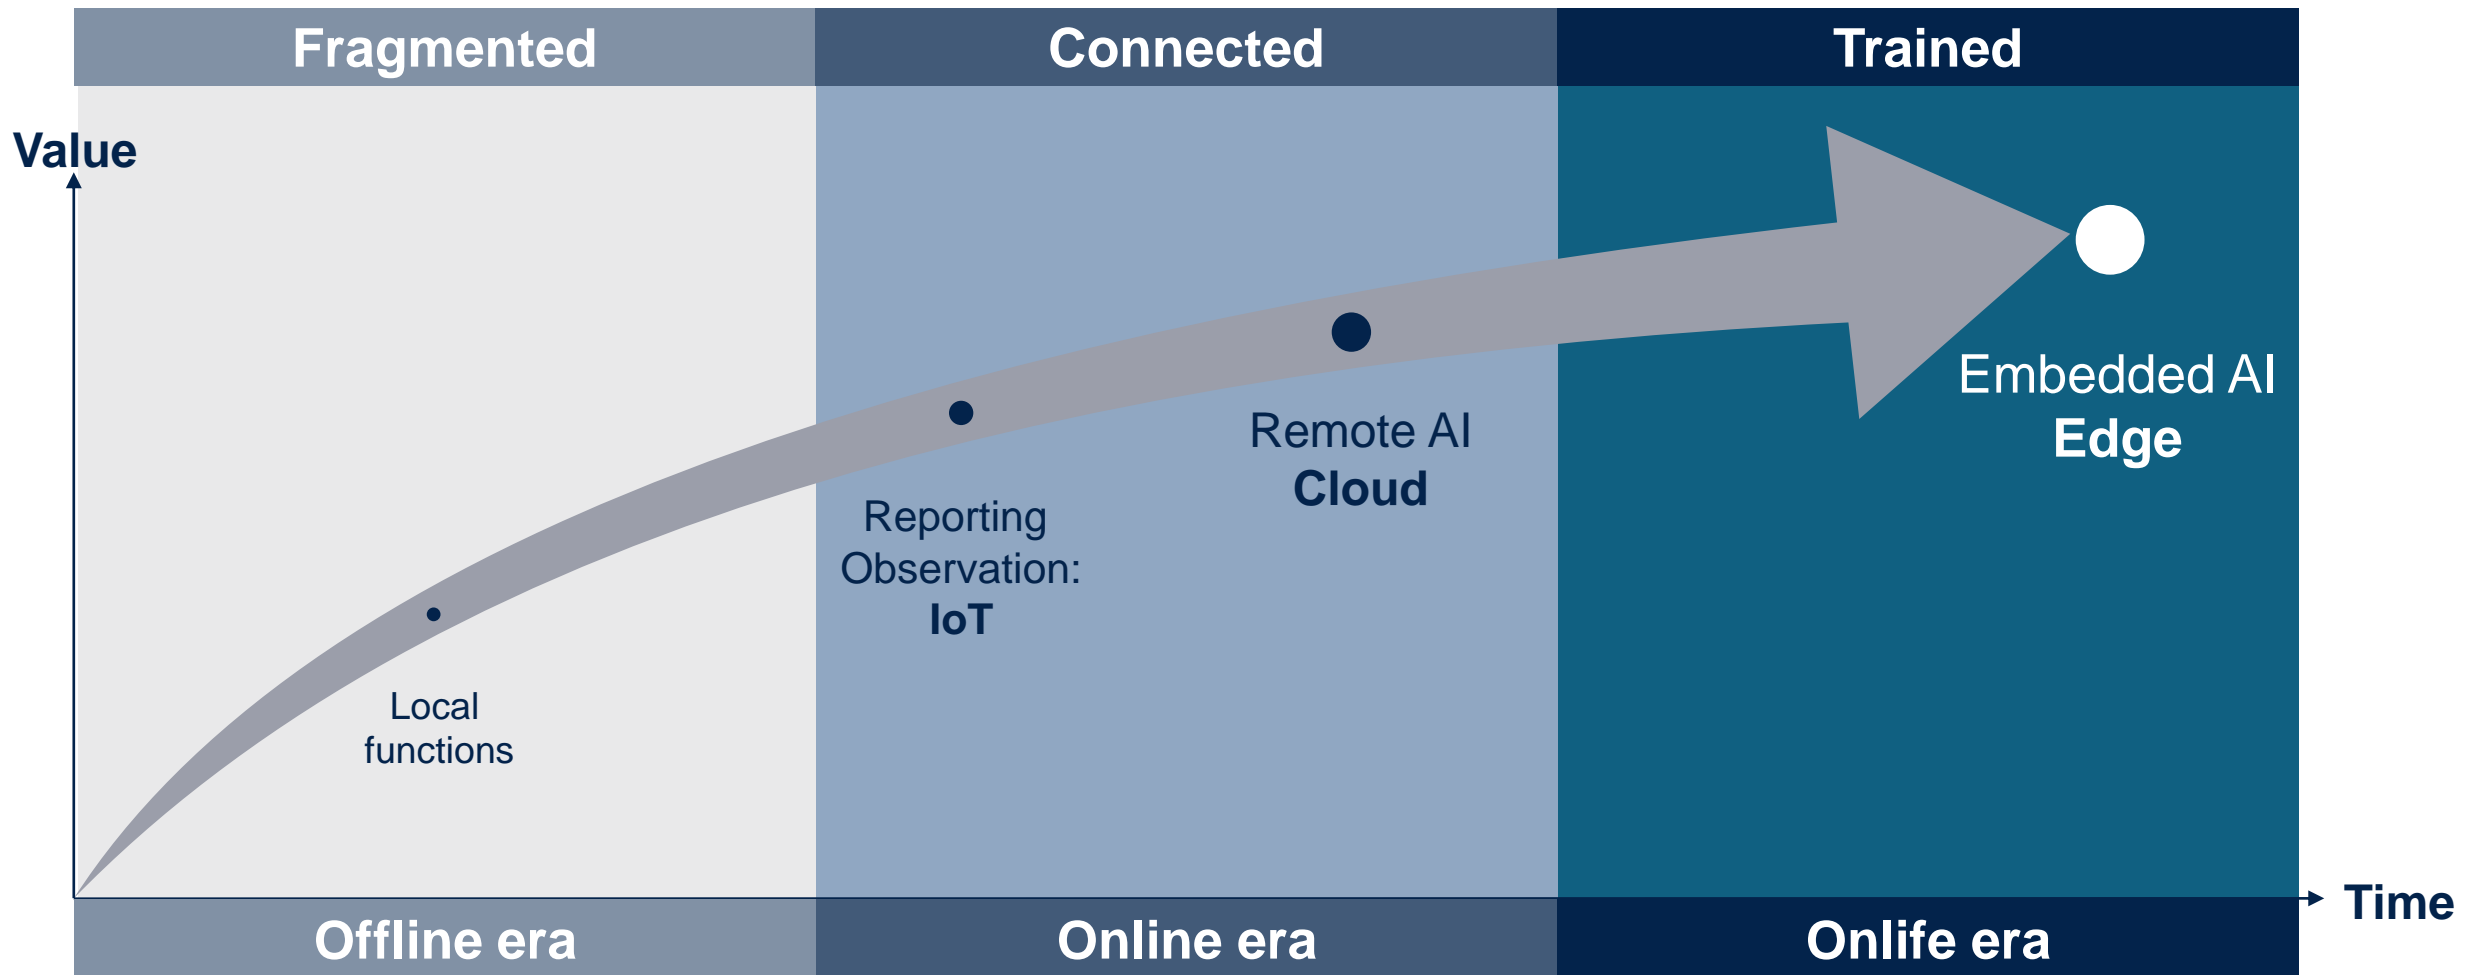 Fragmented
Connected
Trained
Value
Embedded AI
Edge
Remote AI
Cloud
Reporting
Observation:
IoT
Local
functions
Time
Offline era
Online era
Onlife era